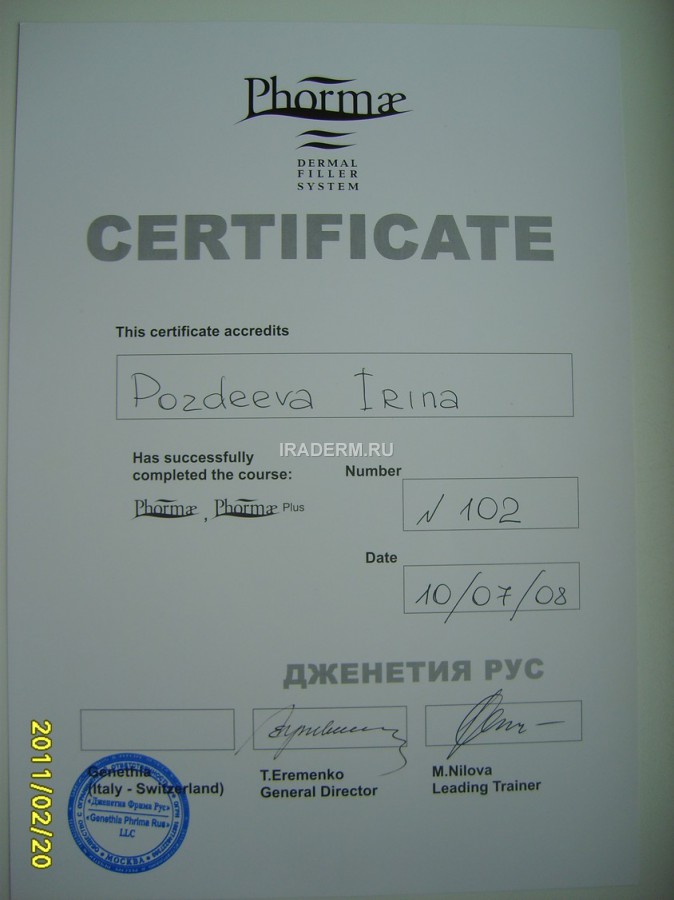 Phormæ
DERMAL
FILLER
SYSTEM
CERTIFICATE
This certificate accredits
Pozdeeva Irina
IRADERM.RU
Has successfully
completed the course:
Phormæ, Phormæ Plus
Number
N 102
Date
10/07/08
ДЖЕНЕТИЯ РУС
Genethia
(Italy - Switzerland)
T.Eremenko
General Director
M.Nilova
Leading Trainer
«Дженетия Фрима Рус»
«Genethia Phrima Rus»
LLC
МОСКВА
2011/02/20